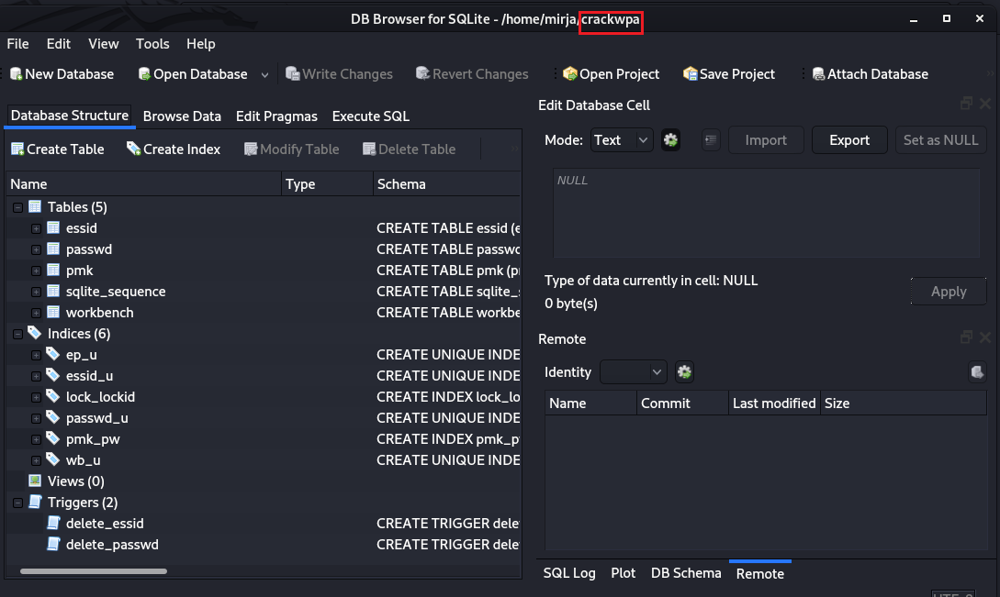 DB Browser for SQLite - /home/mirja/crackwpa
File Edit View Tools Help
New Database Open Database Write Changes Revert Changes Open Project Save Project Attach Database
Database Structure Browse Data Edit Pragmas Execute SQL
Create Table Create Index Modify Table Delete Table
Name Type Schema
Tables (5)
essid CREATE TABLE essid (e
passwd CREATE TABLE passwd
pmk CREATE TABLE pmk (p
sqlite_sequence CREATE TABLE sqlite_s
workbench CREATE TABLE workbe
Indices (6)
ep_u CREATE UNIQUE INDE
essid_u CREATE UNIQUE INDE
lock_lockid CREATE INDEX lock_lo
passwd_u CREATE UNIQUE INDE
pmk_pw CREATE INDEX pmk_p
wb_u CREATE UNIQUE INDE
Views (0)
Triggers (2)
delete_essid CREATE TRIGGER dele
delete_passwd CREATE TRIGGER dele
Edit Database Cell
Mode: Text Import Export Set as NULL
NULL
Type of data currently in cell: NULL
0 byte(s)
Apply
Remote
Identity
Name Commit Last modified Size
SQL Log Plot DB Schema Remote